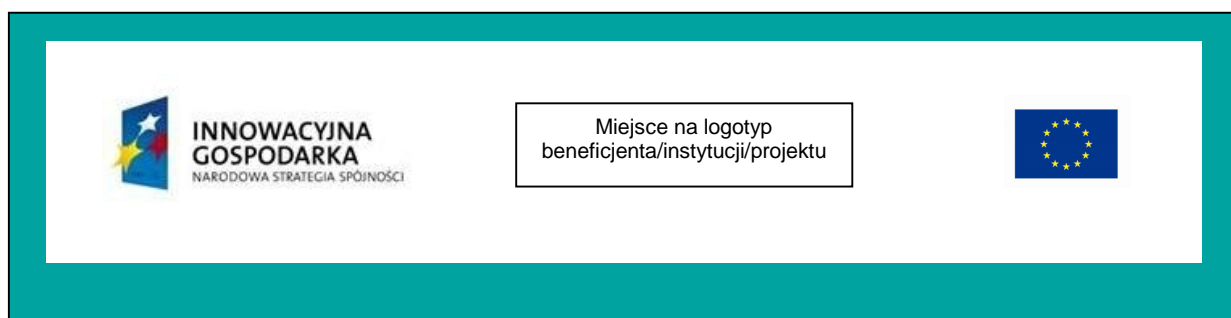 INNOWACYJNA
GOSPODARKA
NARODOWA STRATEGIA SPÓJNOŚCI
Miejsce na logotyp
beneficjenta/instytucji/projektu